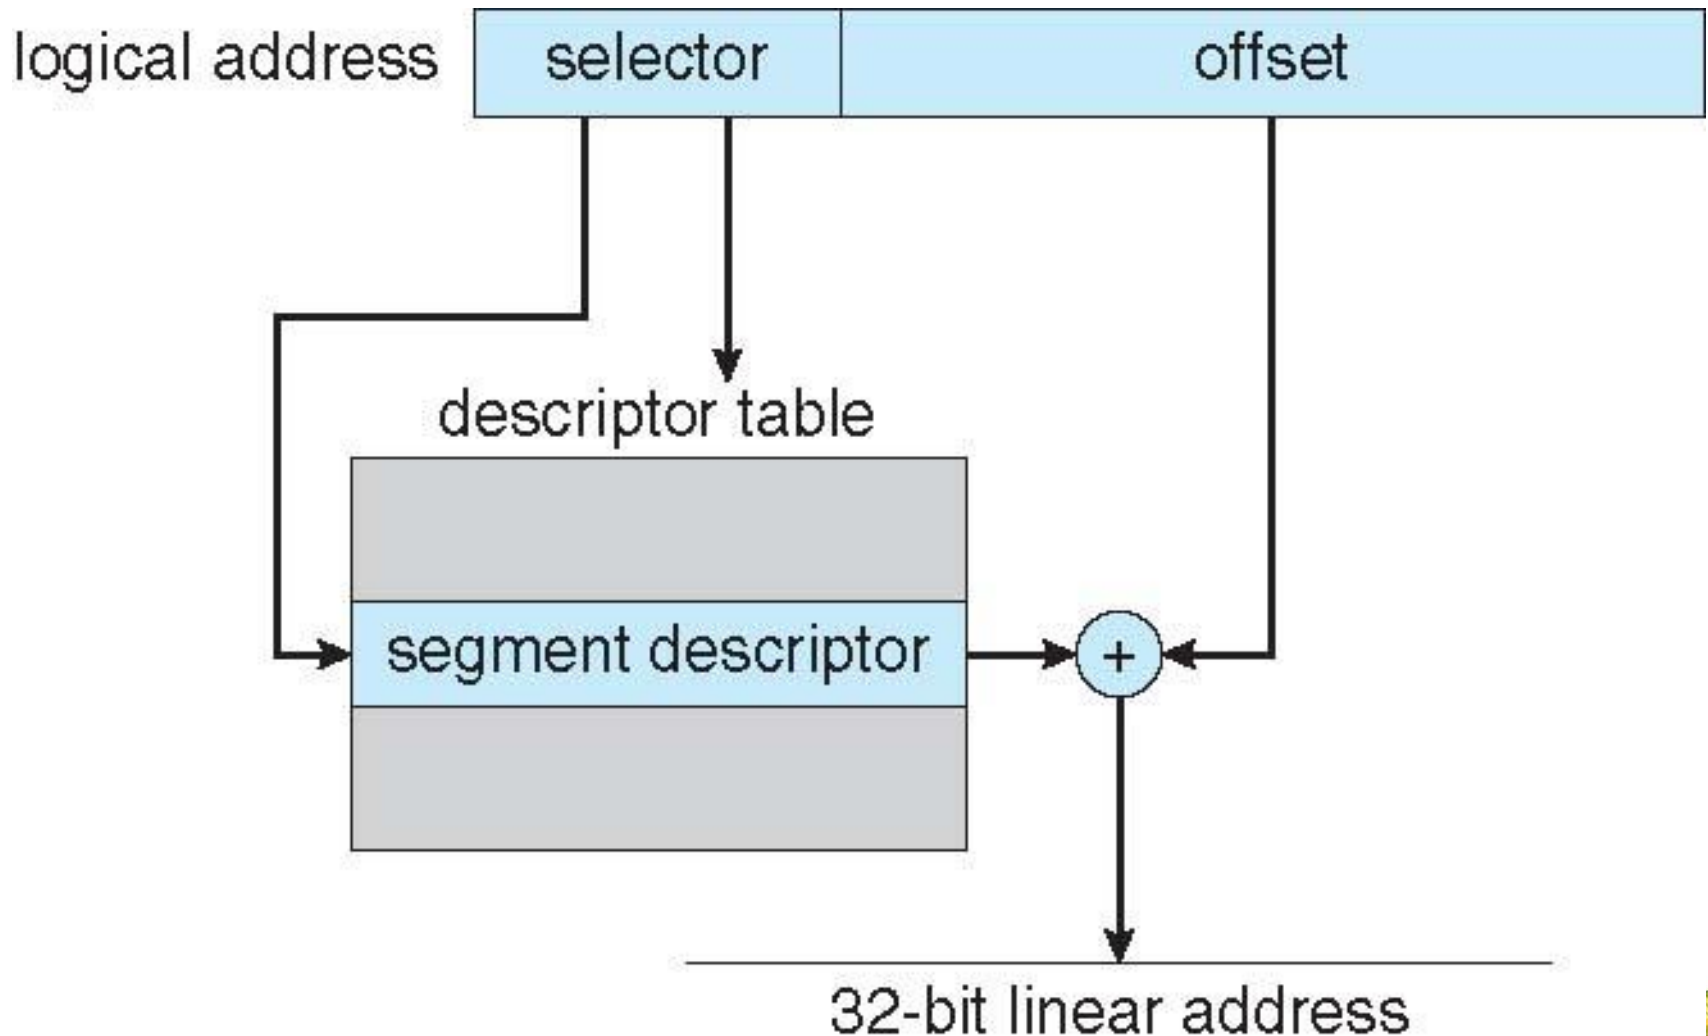 logical address selector offset
descriptor table
segment descriptor +
32-bit linear address